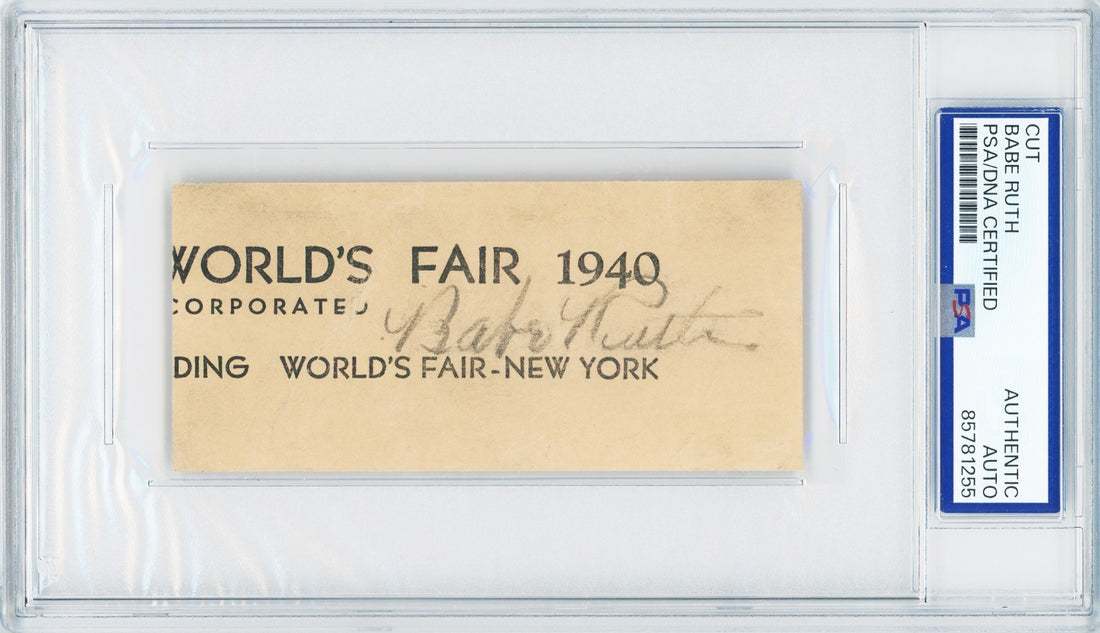 WORLD'S FAIR 1940
CORPORATED
Babe Ruth
DING WORLD'S FAIR-NEW YORK
CUT
BABE RUTH
PSA/DNA CERTIFIED
PSA
AUTHENTIC
AUTO
85781255